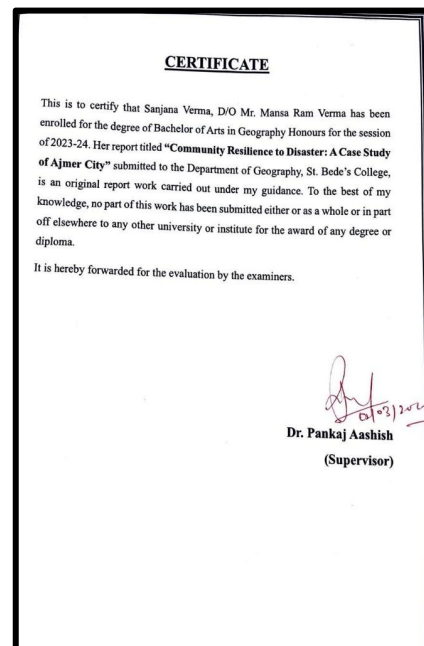 CERTIFICATE
This is to certify that Sanjana Verma, D/O Mr. Mansa Ram Verma has been
enrolled for the degree of Bachelor of Arts in Geography Honours for the session
of 2023-24. Her report titled “Community Resilience to Disaster: A Case Study
of Ajmer City” submitted to the Department of Geography, St. Bede’s College,
is an original report work carried out under my guidance. To the best of my
knowledge, no part of this work has been submitted either or as a whole or in part
off elsewhere to any other university or institute for the award of any degree or
diploma.
It is hereby forwarded for the evaluation by the examiners.
Dr. Pankaj Aashish
(Supervisor)